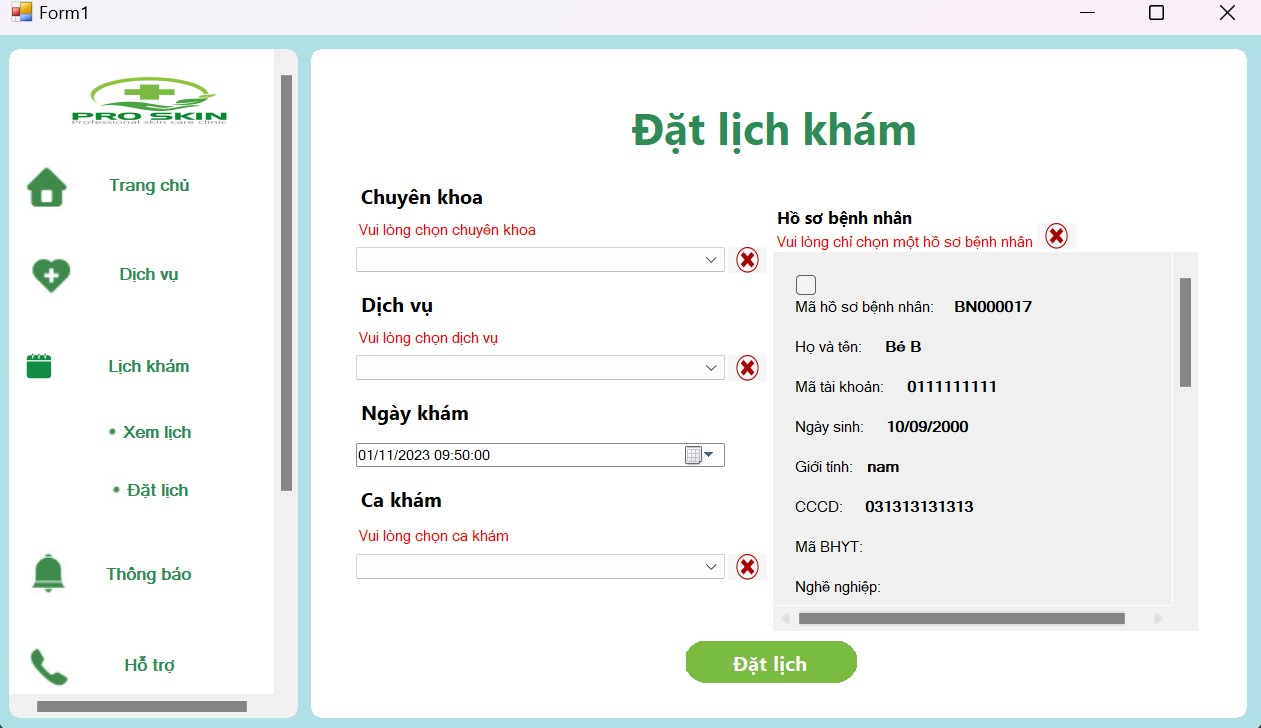 Form1
PRO SKIN
Professional skin care clinic
Trang chủ
Dịch vụ
Lịch khám
• Xem lịch
• Đặt lịch
Thông báo
Hỗ trợ
Đặt lịch khám
Chuyên khoa
Vui lòng chọn chuyên khoa
Dịch vụ
Vui lòng chọn dịch vụ
Ngày khám
01/11/2023 09:50:00
Ca khám
Vui lòng chọn ca khám
Hồ sơ bệnh nhân
Vui lòng chỉ chọn một hồ sơ bệnh nhân
Mã hồ sơ bệnh nhân: BN000017
Họ và tên: Bé B
Mã tài khoản: 0111111111
Ngày sinh: 10/09/2000
Giới tính: nam
CCCD: 031313131313
Mã BHYT:
Nghề nghiệp:
Đặt lịch